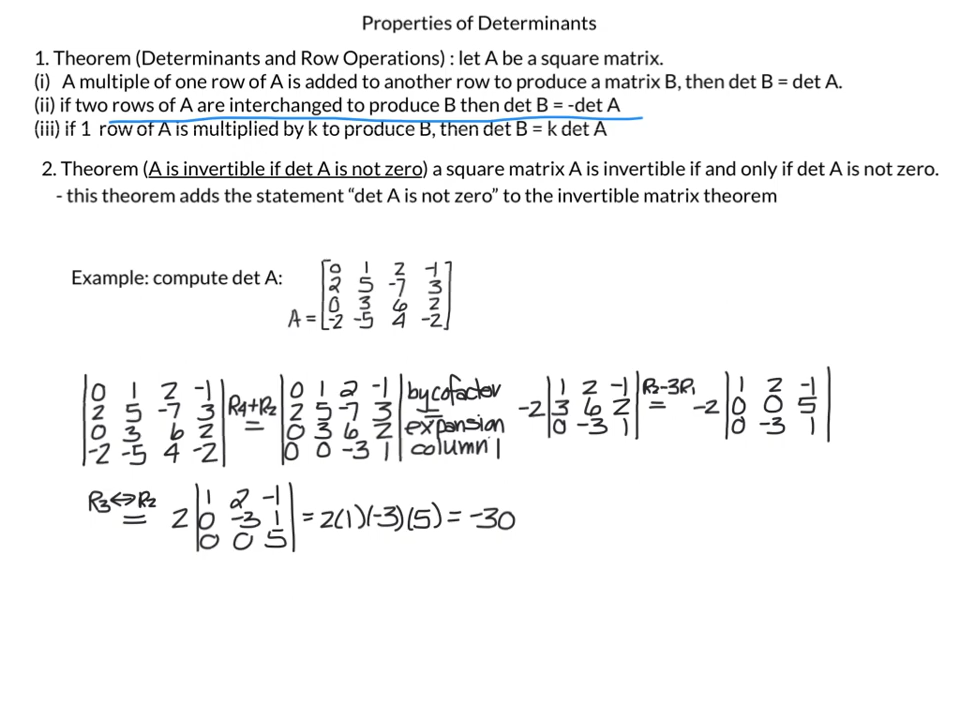 Properties of Determinants
1. Theorem (Determinants and Row Operations) : let A be a square matrix.
(i) A multiple of one row of A is added to another row to produce a matrix B, then det B = det A.
(ii) if two rows of A are interchanged to produce B then det B = -det A
(iii) if 1 row of A is multiplied by k to produce B, then det B = k det A
2. Theorem (A is invertible if det A is not zero) a square matrix A is invertible if and only if det A is not zero.
- this theorem adds the statement “det A is not zero” to the invertible matrix theorem
Example: compute det A:
A = [0 1 2 -1
2 5 -7 3
0 3 6 2
-2 -5 4 -2]
|0 1 2 -1| R4+R2 |0 1 2 -1| by cofactor -2 |1 2 -1| R2-3R1 -2 |1 2 -1|
|2 5 -7 3| = |2 5 -7 3| = expansion |3 6 2| = |0 0 5|
|0 3 6 2| |0 3 6 2| column 1 |0 -3 1| |0 -3 1|
|-2 -5 4 -2| |0 0 -3 1|
R3⇔R2 = 2 |1 2 -1| = 2(1)(-3)(5) = -30
|0 -3 1|
|0 0 5|